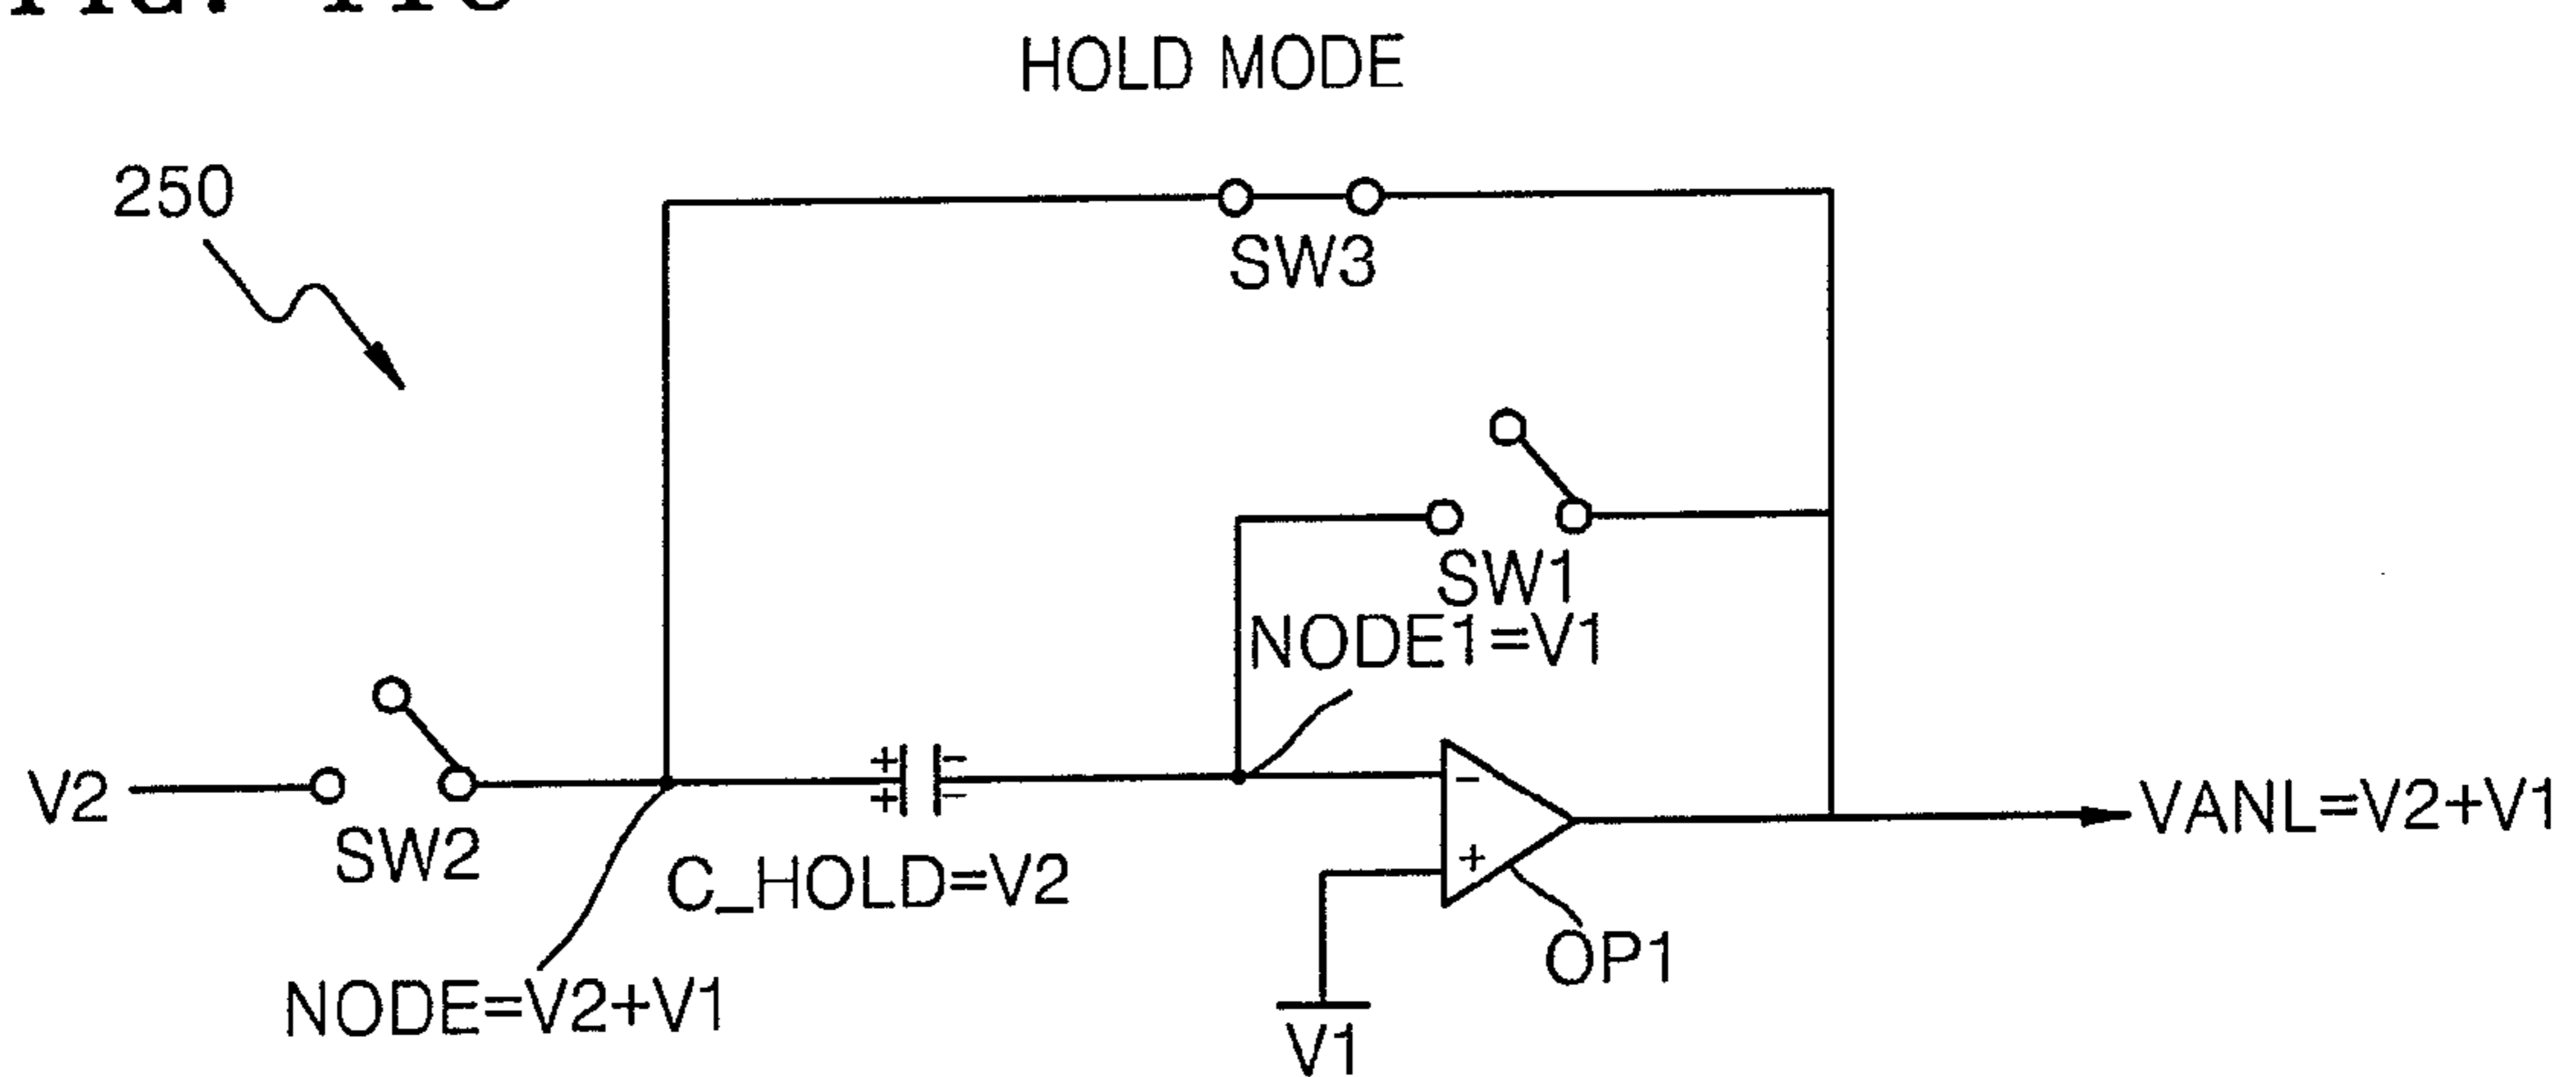 HOLD MODE
250
SW3
SW1
NODE1=V1
V2
SW2
C_HOLD=V2
VANL=V2+V1
OP1
NODE=V2+V1
V1